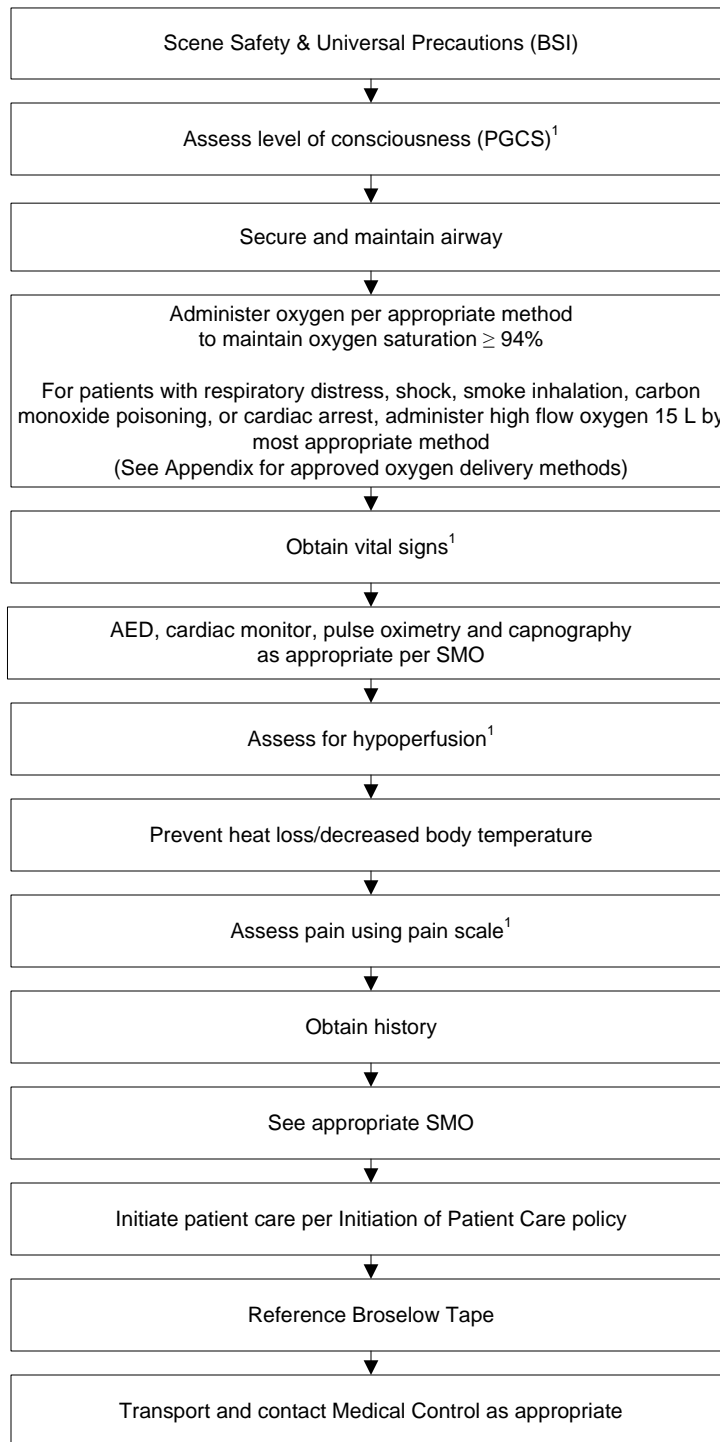 Scene Safety & Universal Precautions (BSI)
Assess level of consciousness (PGCS)1
Secure and maintain airway
Administer oxygen per appropriate method
to maintain oxygen saturation ≥ 94%
For patients with respiratory distress, shock, smoke inhalation, carbon
monoxide poisoning, or cardiac arrest, administer high flow oxygen 15 L by
most appropriate method
(See Appendix for approved oxygen delivery methods)
Obtain vital signs1
AED, cardiac monitor, pulse oximetry and capnography
as appropriate per SMO
Assess for hypoperfusion1
Prevent heat loss/decreased body temperature
Assess pain using pain scale1
Obtain history
See appropriate SMO
Initiate patient care per Initiation of Patient Care policy
Reference Broselow Tape
Transport and contact Medical Control as appropriate